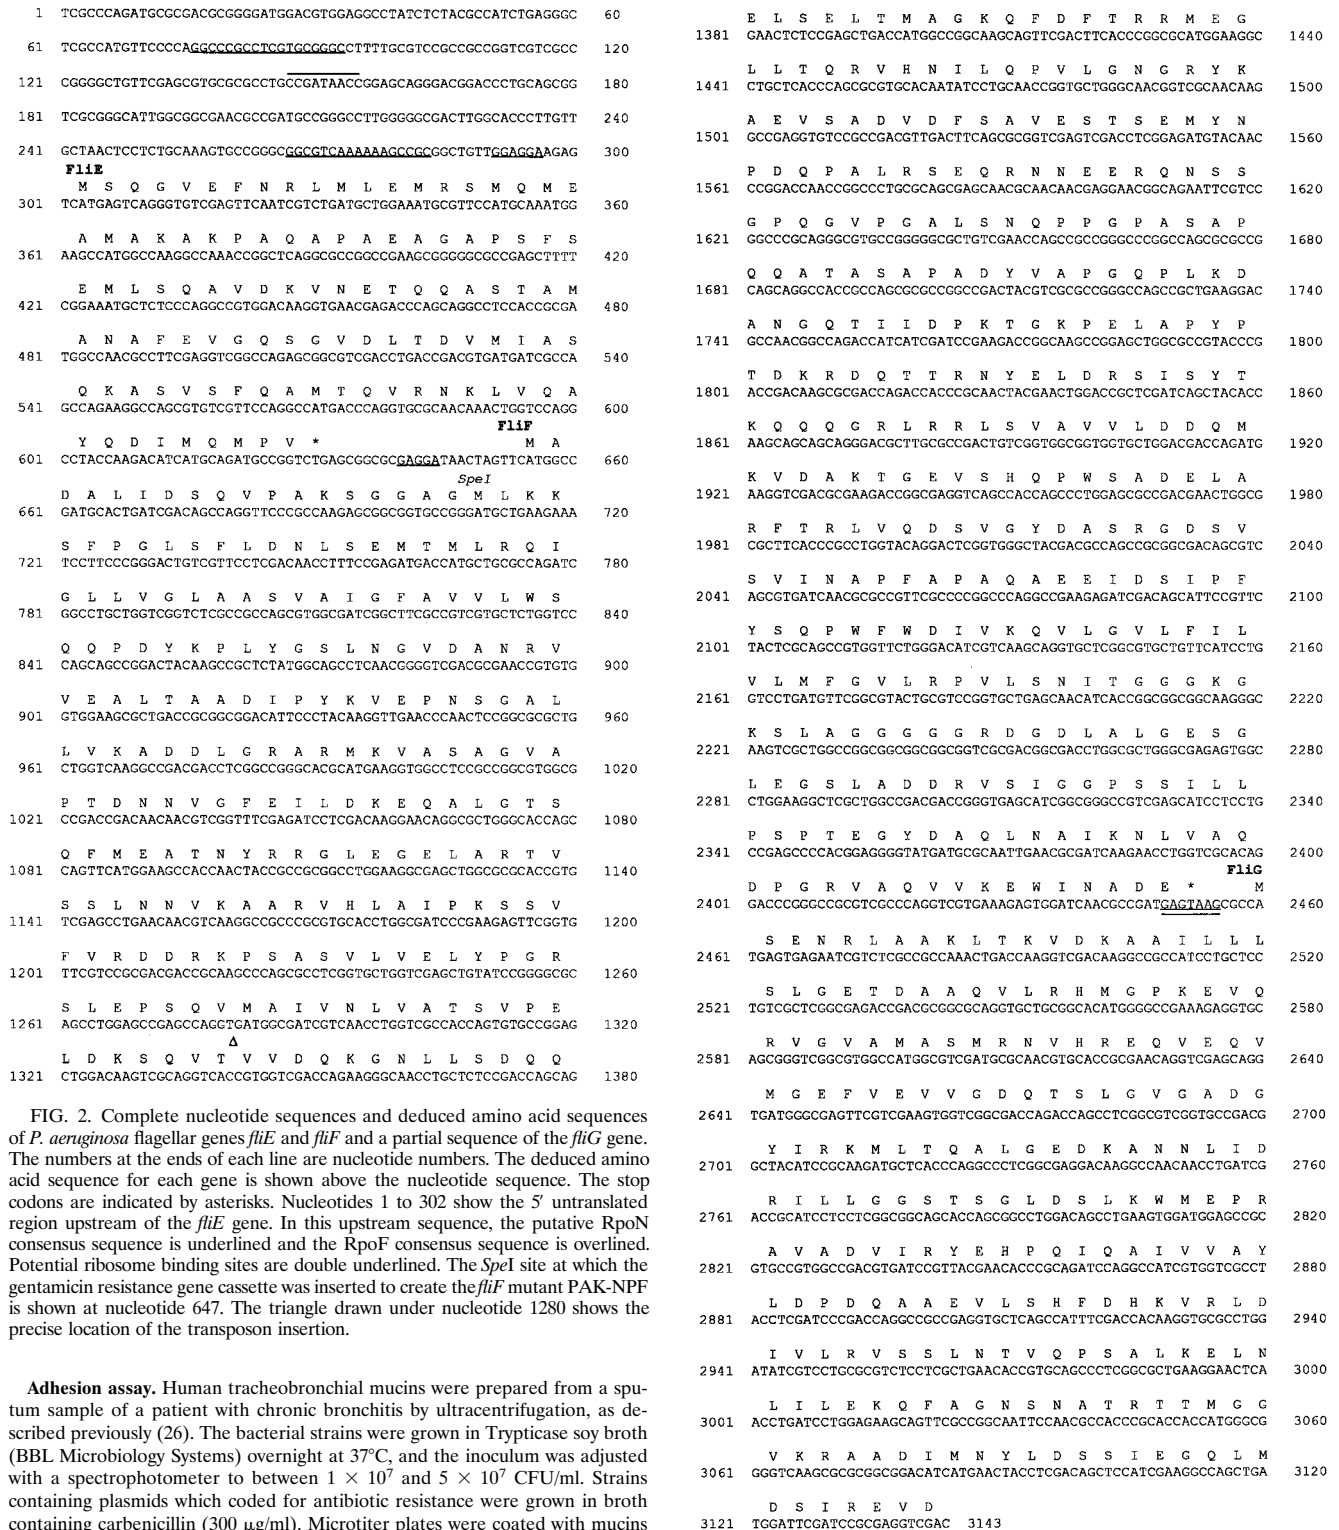 1 TCGCCCAGATGCGCGACGCGGGGATGGACGTGGAGGCCTATCTCTACGCCATCTGAGGGC 60
61 TCGCCATGTTCCCCAGGCCCGCCTCGTGCGGGCCTTTTGCGTCCGCCGCCGGTCGTCGCC 120
121 CGGGGCTGTTCGAGCGTGCGCGCCTGCCGATAACCGGAGCAGGGACGGACCCTGCAGCGG 180
181 TCGCGGGCATTGGCGGCGAACGCCGATGCCGGGCCTTGGGGGCGACTTGGCACCCTTGTT 240
241 GCTAACTCCTCTGCAAAGTGCCGGGCGGCGTCAAAAAAGCCGCGGCTGTTGGAGGAAGAG 300
FliE
M S Q G V E F N R L M L E M R S M Q M E
301 TCATGAGTCAGGGTGTCGAGTTCAATCGTCTGATGCTGGAAATGCGTTCCATGCAAATGG 360
A M A K A K P A Q A P A E A G A P S F S
361 AAGCCATGGCCAAGGCCAAACCGGCTCAGGCGCCGGCCGAAGCGGGGGCGCCGAGCTTTT 420
E M L S Q A V D K V N E T Q Q A S T A M
421 CGGAAATGCTCTCCCAGGCCGTGGACAAGGTGAACGAGACCCAGCAGGCCTCCACCGCGA 480
A N A F E V G Q S G V D L T D V M I A S
481 TGGCCAACGCCTTCGAGGTCGGCCAGAGCGGCGTCGACCTGACCGACGTGATGATCGCCA 540
Q K A S V S F Q A M T Q V R N K L V Q A
541 GCCAGAAGGCCAGCGTGTCGTTCCAGGCCATGACCCAGGTGCGCAACAAACTGGTCCAGG 600
FliF
Y Q D I M Q M P V * M A
601 CCTACCAAGACATCATGCAGATGCCGGTCTGAGCGGCGCGAGGATAACTAGTTCATGGCC 660
SpeI
D A L I D S Q V P A K S G G A G M L K K
661 GATGCACTGATCGACAGCCAGGTTCCCGCCAAGAGCGGCGGTGCCGGGATGCTGAAGAAA 720
S F P G L S F L D N L S E M T M L R Q I
721 TCCTTCCCGGGACTGTCGTTCCTCGACAACCTTTCCGAGATGACCATGCTGCGCCAGATC 780
G L L V G L A A S V A I G F A V V L W S
781 GGCCTGCTGGTCGGTCTCGCCGCCAGCGTGGCGATCGGCTTCGCCGTCGTGCTCTGGTCC 840
Q Q P D Y K P L Y G S L N G V D A N R V
841 CAGCAGCCGGACTACAAGCCGCTCTATGGCAGCCTCAACGGGGTCGACGCGAACCGTGTG 900
V E A L T A A D I P Y K V E P N S G A L
901 GTGGAAGCGCTGACCGCGGCGGACATTCCCTACAAGGTTGAACCCAACTCCGGCGCGCTG 960
L V K A D D L G R A R M K V A S A G V A
961 CTGGTCAAGGCCGACGACCTCGGCCGGGCACGCATGAAGGTGGCCTCCGCCGGCGTGGCG 1020
P T D N N V G F E I L D K E Q A L G T S
1021 CCGACCGACAACAACGTCGGTTTCGAGATCCTCGACAAGGAACAGGCGCTGGGCACCAGC 1080
Q F M E A T N Y R R G L E G E L A R T V
1081 CAGTTCATGGAAGCCACCAACTACCGCCGCGGCCTGGAAGGCGAGCTGGCGCGCACCGTG 1140
S S L N N V K A A R V H L A I P K S S V
1141 TCGAGCCTGAACAACGTCAAGGCCGCCCGCGTGCACCTGGCGATCCCGAAGAGTTCGGTG 1200
F V R D D R K P S A S V L V E L Y P G R
1201 TTCGTCCGCGACGACCGCAAGCCCAGCGCCTCGGTGCTGGTCGAGCTGTATCCGGGGCGC 1260
S L E P S Q V M A I V N L V A T S V P E
1261 AGCCTGGAGCCGAGCCAGGTGATGGCGATCGTCAACCTGGTCGCCACCAGTGTGCCGGAG 1320
Δ
L D K S Q V T V V D Q K G N L L S D Q Q
1321 CTGGACAAGTCGCAGGTCACCGTGGTCGACCAGAAGGGCAACCTGCTCTCCGACCAGCAG 1380
FIG. 2. Complete nucleotide sequences and deduced amino acid sequences
of P. aeruginosa flagellar genes fliE and fliF and a partial sequence of the fliG gene.
The numbers at the ends of each line are nucleotide numbers. The deduced amino
acid sequence for each gene is shown above the nucleotide sequence. The stop
codons are indicated by asterisks. Nucleotides 1 to 302 show the 5′ untranslated
region upstream of the fliE gene. In this upstream sequence, the putative RpoN
consensus sequence is underlined and the RpoF consensus sequence is overlined.
Potential ribosome binding sites are double underlined. The SpeI site at which the
gentamicin resistance gene cassette was inserted to create the fliF mutant PAK-NPF
is shown at nucleotide 647. The triangle drawn under nucleotide 1280 shows the
precise location of the transposon insertion.
Adhesion assay. Human tracheobronchial mucins were prepared from a spu-
tum sample of a patient with chronic bronchitis by ultracentrifugation, as de-
scribed previously (26). The bacterial strains were grown in Trypticase soy broth
(BBL Microbiology Systems) overnight at 37°C, and the inoculum was adjusted
with a spectrophotometer to between 1 × 10⁷ and 5 × 10⁷ CFU/ml. Strains
containing plasmids which coded for antibiotic resistance were grown in broth
containing carbenicillin (300 μg/ml). Microtiter plates were coated with mucins
E L S E L T M A G K Q F D F T R R M E G
1381 GAACTCTCCGAGCTGACCATGGCCGGCAAGCAGTTCGACTTCACCCGGCGCATGGAAGGC 1440
L L T Q R V H N I L Q P V L G N G R Y K
1441 CTGCTCACCCAGCGCGTGCACAATATCCTGCAACCGGTGCTGGGCAACGGTCGCAACAAG 1500
A E V S A D V D F S A V E S T S E M Y N
1501 GCCGAGGTGTCCGCCGACGTTGACTTCAGCGCGGTCGAGTCGACCTCGGAGATGTACAAC 1560
P D Q P A L R S E Q R N N E E R Q N S S
1561 CCGGACCAACCGGCCCTGCGCAGCGAGCAACGCAACAACGAGGAACGGCAGAATTCGTCC 1620
G P Q G V P G A L S N Q P P G P A S A P
1621 GGCCCGCAGGGCGTGCCGGGGGCGCTGTCGAACCAGCCGCCGGGCCCGGCCAGCGCGCCG 1680
Q Q A T A S A P A D Y V A P G Q P L K D
1681 CAGCAGGCCACCGCCAGCGCGCCGGCCGACTACGTCGCGCCGGGCCAGCCGCTGAAGGAC 1740
A N G Q T I I D P K T G K P E L A P Y P
1741 GCCAACGGCCAGACCATCATCGATCCGAAGACCGGCAAGCCGGAGCTGGCGCCGTACCCG 1800
T D K R D Q T T R N Y E L D R S I S Y T
1801 ACCGACAAGCGCGACCAGACCACCCGCAACTACGAACTGGACCGCTCGATCAGCTACACC 1860
K Q Q Q G R L R R L S V A V V L D D Q M
1861 AAGCAGCAGCAGGGACGCTTGCGCCGACTGTCGGTGGCGGTGGTGCTGGACGACCAGATG 1920
K V D A K T G E V S H Q P W S A D E L A
1921 AAGGTCGACGCGAAGACCGGCGAGGTCAGCCACCAGCCCTGGAGCGCCGACGAACTGGCG 1980
R F T R L V Q D S V G Y D A S R G D S V
1981 CGCTTCACCCGCCTGGTACAGGACTCGGTGGGCTACGACGCCAGCCGCGGCGACAGCGTC 2040
S V I N A P F A P A Q A E E I D S I P F
2041 AGCGTGATCAACGCGCCGTTCGCCCCGGCCCAGGCCGAAGAGATCGACAGCATTCCGTTC 2100
Y S Q P W F W D I V K Q V L G V L F I L
2101 TACTCGCAGCCGTGGTTCTGGGACATCGTCAAGCAGGTGCTCGGCGTGCTGTTCATCCTG 2160
V L M F G V L R P V L S N I T G G G K G
2161 GTCCTGATGTTCGGCGTACTGCGTCCGGTGCTGAGCAACATCACCGGCGGCGGCAAGGGC 2220
K S L A G G G G G R D G D L A L G E S G
2221 AAGTCGCTGGCCGGCGGCGGCGGCGGTCGCGACGGCGACCTGGCGCTGGGCGAGAGTGGC 2280
L E G S L A D D R V S I G G P S S I L L
2281 CTGGAAGGCTCGCTGGCCGACGACCGGGTGAGCATCGGCGGGCCGTCGAGCATCCTCCTG 2340
P S P T E G Y D A Q L N A I K N L V A Q
2341 CCGAGCCCCACGGAGGGGTATGATGCGCAATTGAACGCGATCAAGAACCTGGTCGCACAG 2400
FliG
D P G R V A Q V V K E W I N A D E * M
2401 GACCCGGGCCGCGTCGCCCAGGTCGTGAAAGAGTGGATCAACGCCGATGAGTAAGCGCCA 2460
S E N R L A A K L T K V D K A A I L L L
2461 TGAGTGAGAATCGTCTCGCCGCCAAACTGACCAAGGTCGACAAGGCCGCCATCCTGCTCC 2520
S L G E T D A A Q V L R H M G P K E V Q
2521 TGTCGCTCGGCGAGACCGACGCGGCGCAGGTGCTGCGGCACATGGGGCCGAAAGAGGTGC 2580
R V G V A M A S M R N V H R E Q V E Q V
2581 AGCGGGTCGGCGTGGCCATGGCGTCGATGCGCAACGTGCACCGCGAACAGGTCGAGCAGG 2640
M G E F V E V V G D Q T S L G V G A D G
2641 TGATGGGCGAGTTCGTCGAAGTGGTCGGCGACCAGACCAGCCTCGGCGTCGGTGCCGACG 2700
Y I R K M L T Q A L G E D K A N N L I D
2701 GCTACATCCGCAAGATGCTCACCCAGGCCCTCGGCGAGGACAAGGCCAACAACCTGATCG 2760
R I L L G G S T S G L D S L K W M E P R
2761 ACCGCATCCTCCTCGGCGGCAGCACCAGCGGCCTGGACAGCCTGAAGTGGATGGAGCCGC 2820
A V A D V I R Y E H P Q I Q A I V V A Y
2821 GTGCCGTGGCCGACGTGATCCGTTACGAACACCCGCAGATCCAGGCCATCGTGGTCGCCT 2880
L D P D Q A A E V L S H F D H K V R L D
2881 ACCTCGATCCCGACCAGGCCGCCGAGGTGCTCAGCCATTTCGACCACAAGGTGCGCCTGG 2940
I V L R V S S L N T V Q P S A L K E L N
2941 ATATCGTCCTGCGCGTCTCCTCGCTGAACACCGTGCAGCCCTCGGCGCTGAAGGAACTCA 3000
L I L E K Q F A G N S N A T R T T M G G
3001 ACCTGATCCTGGAGAAGCAGTTCGCCGGCAATTCCAACGCCACCCGCACCACCATGGGCG 3060
V K R A A D I M N Y L D S S I E G Q L M
3061 GGGTCAAGCGCGCGGCGGACATCATGAACTACCTCGACAGCTCCATCGAAGGCCAGCTGA 3120
D S I R E V D
3121 TGGATTCGATCCGCGAGGTCGAC 3143